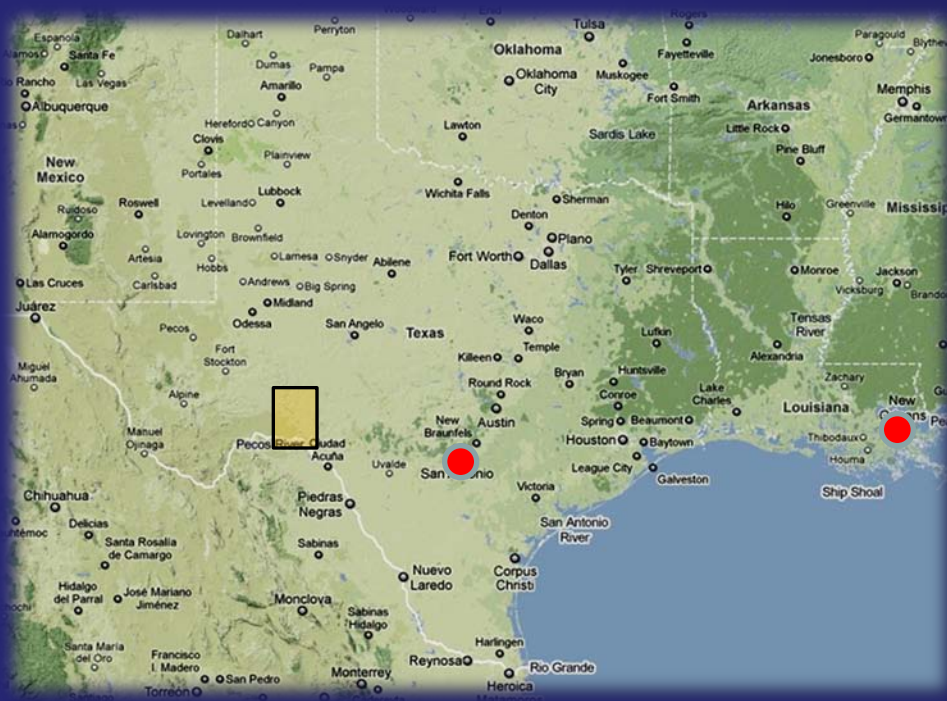 Enid
Rogers
Tulsa
Perryton
Dalhart
Espanola
Paragould
Alamos
Santa Fe
Oklahoma
Fayetteville
Jonesboro
Dumas
Pampa
Oklahoma
City
Muskogee
Rancho
Las Vegas
Amarillo
Fort Smith
Memphis
Albuquerque
Arkansas
Germantown
Hereford
Canyon
Lawton
Sardis Lake
Little Rock
Clovis
Pine Bluff
Plainview
New
Mexico
Portales
Lubbock
Wichita Falls
Levelland
Sherman
Hilo
Greenville
Mississip
Ruidoso
Roswell
Denton
Alamogordo
Lovington
Brownfield
Plano
Artesia
Hobbs
Lamesa
Snyder
Abilene
Fort Worth
Dallas
Tyler
Shreveport
Monroe
Jackson
Las Cruces
Carlsbad
Andrews
Big Spring
Vicksburg
Brando
Juárez
Midland
Odessa
San Angelo
Texas
Waco
Tensas
River
Pecos
Lufkin
Fort
Stockton
Killeen
Temple
Alexandria
Miguel
Ahumada
Bryan
Huntsville
Zachary
Alpine
Round Rock
Conroe
Lake
Charles
Louisiana
New
Manuel
Ojinaga
New
Braunfels
Austin
Spring
Beaumont
Pecos River
Ciudad
Acuña
Houston
Baytown
Thibodaux
Houma
Uvalde
League City
Galveston
Ship Shoal
Chihuahua
Piedras
Negras
Victoria
Delicias
San Antonio
River
Santa Rosalia
de Camargo
Sabinas
Corpus
Christi
Hidalgo
del Parral
José Mariano
Jiménez
Nuevo
Laredo
Monclova
Sabinas
Hidalgo
Santa María
del Oro
Francisco
I. Madero
San Pedro
Harlingen
Reynosa
Rio Grande
Monterrey
Torreón
Heroica